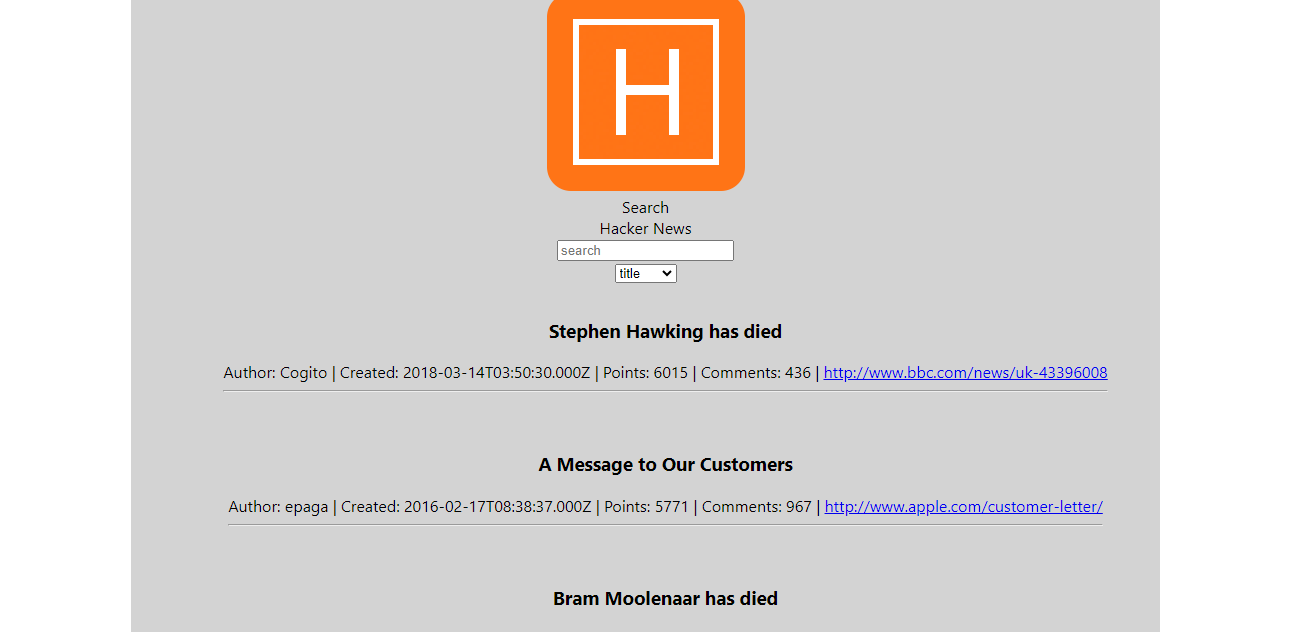 H
Search
Hacker News
search
title
Stephen Hawking has died
Author: Cogito | Created: 2018-03-14T03:50:30.000Z | Points: 6015 | Comments: 436 | http://www.bbc.com/news/uk-43396008
A Message to Our Customers
Author: epaga | Created: 2016-02-17T08:38:37.000Z | Points: 5771 | Comments: 967 | http://www.apple.com/customer-letter/
Bram Moolenaar has died